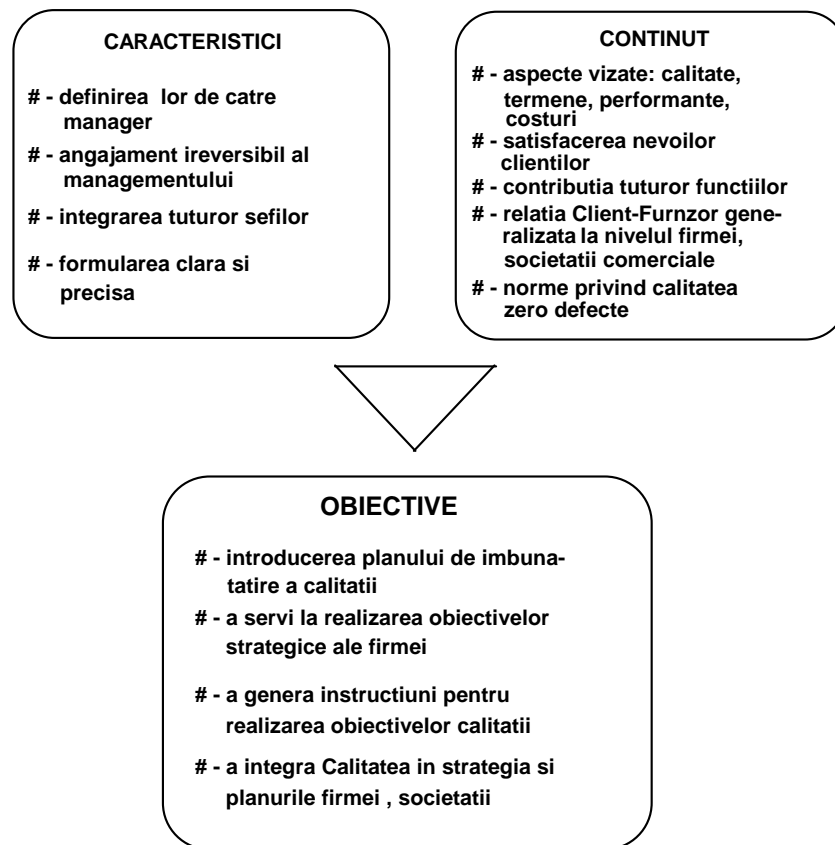 CARACTERISTICI
# - definirea lor de catre
manager
# - angajament ireversibil al
managementului
# - integrarea tuturor sefilor
# - formularea clara si
precisa
CONTINUT
# - aspecte vizate: calitate,
termene, performante,
costuri
# - satisfacerea nevoilor
clientilor
# - contributia tuturor functiilor
# - relatia Client-Furnzor gene-
ralizata la nivelul firmei,
societatii comerciale
# - norme privind calitatea
zero defecte
OBIECTIVE
# - introducerea planului de imbuna-
tatire a calitatii
# - a servi la realizarea obiectivelor
strategice ale firmei
# - a genera instructiuni pentru
realizarea obiectivelor calitatii
# - a integra Calitatea in strategia si
planurile firmei , societatii